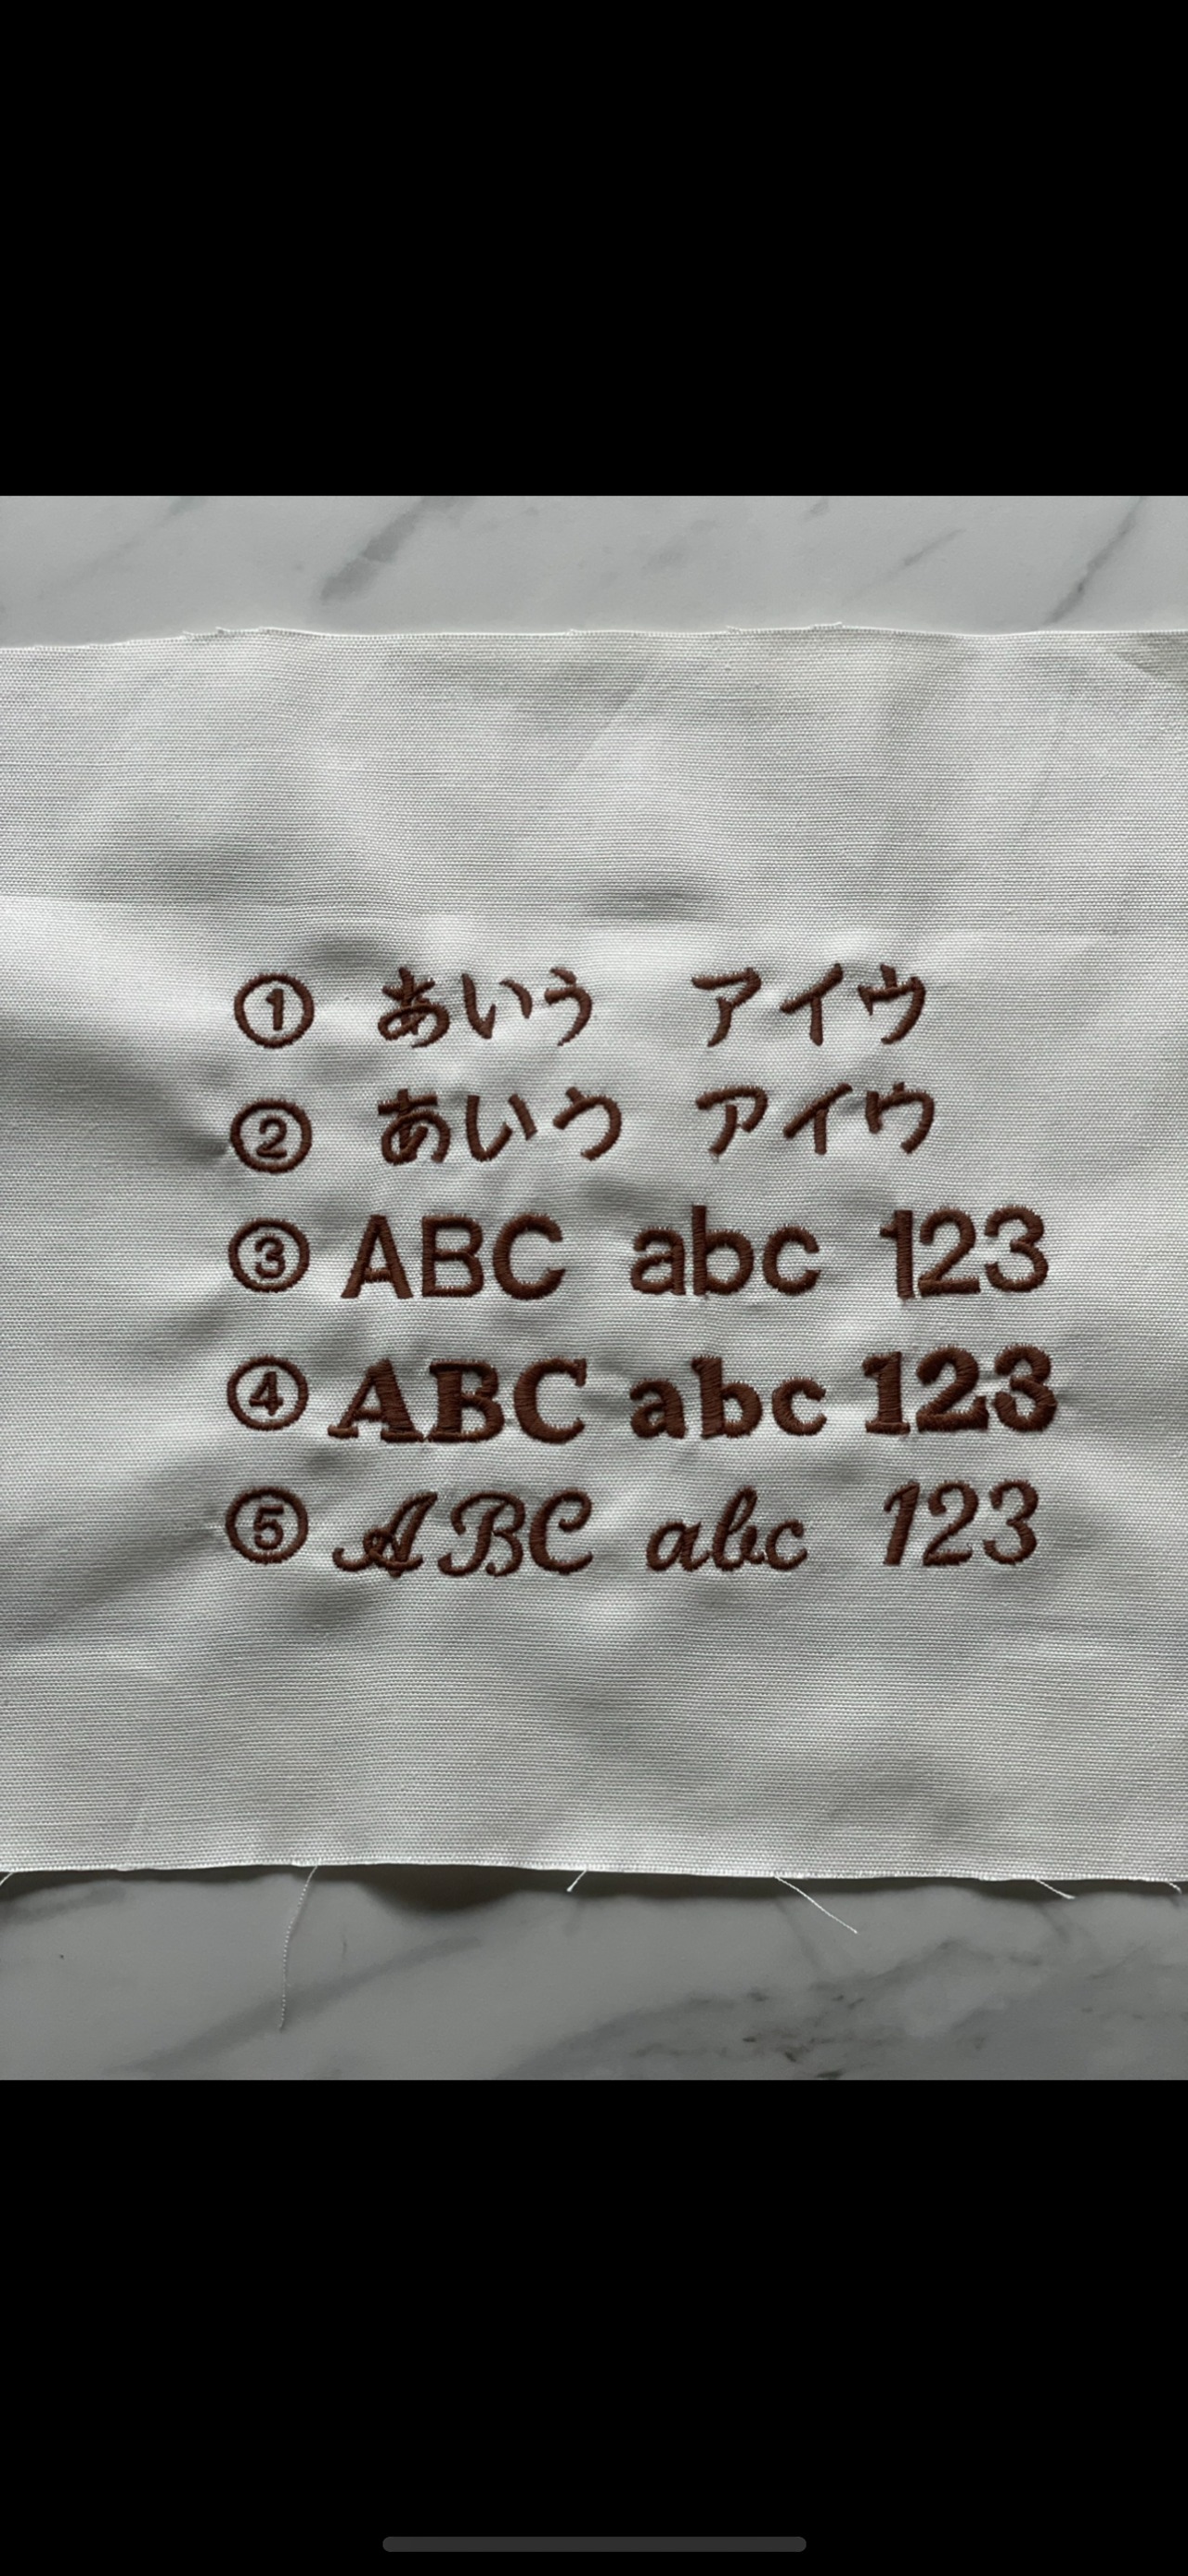 ① あいう アイウ
② あいう アイウ
③ ABC abc 123
④ ABC abc 123
⑤ ABC abc 123